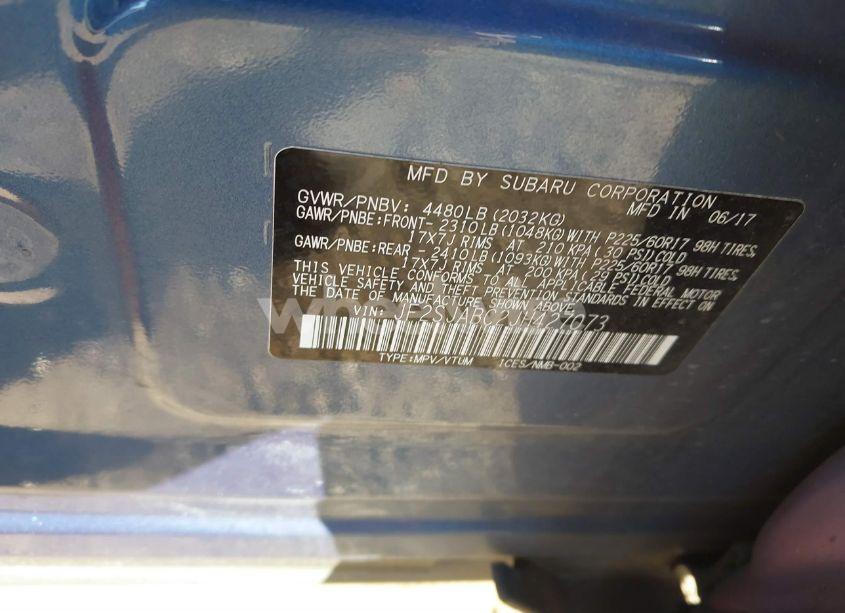 MFD BY SUBARU CORPORATION
GVWR/PNBV: 4480LB (2032KG) MFD IN 06/17
GAWR/PNBE:FRONT- 2310LB (1048KG) WITH P225/60R17 98H TIRES,
17X7J RIMS AT 210 KPA (30 PSI) COLD
GAWR/PNBE:REAR - 2410LB (1093KG) WITH P225/60R17 98H TIRES,
17X7J RIMS AT 200 KPA (29 PSI) COLD
THIS VEHICLE CONFORMS TO ALL APPLICABLE FEDERAL MOTOR
VEHICLE SAFETY AND THEFT PREVENTION STANDARDS IN EFFECT ON
THE DATE OF MANUFACTURE SHOWN ABOVE.
VIN:
TYPE:MPV/VTUM ICES/NMB-002